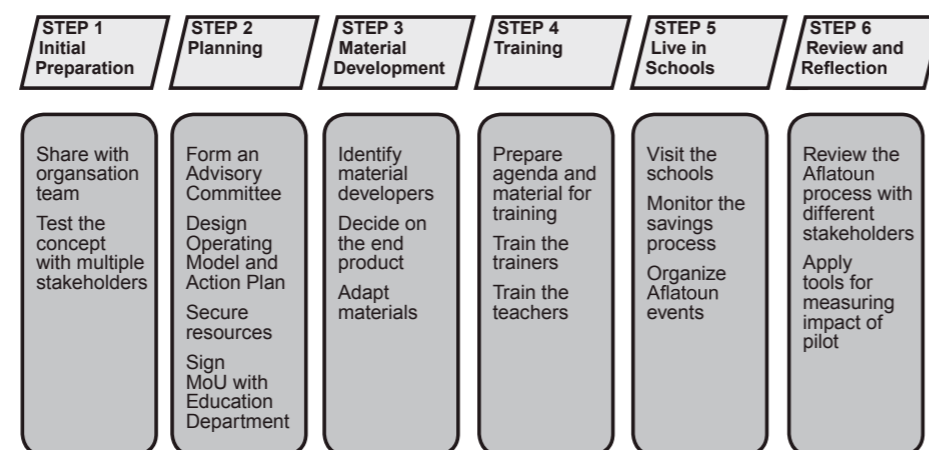 STEP 1
Initial
Preparation
STEP 2
Planning
STEP 3
Material
Development
STEP 4
Training
STEP 5
Live in
Schools
STEP 6
Review and
Reflection
Share with
organsation
team
Test the
concept
with multiple
stakeholders
Form an
Advisory
Committee
Design
Operating
Model and
Action Plan
Secure
resources
Sign
MoU with
Education
Department
Identify
material
developers
Decide on
the end
product
Adapt
materials
Prepare
agenda and
material for
training
Train the
trainers
Train the
teachers
Visit the
schools
Monitor the
savings
process
Organize
Aflatoun
events
Review the
Aflatoun
process with
different
stakeholders
Apply
tools for
measuring
impact of
pilot